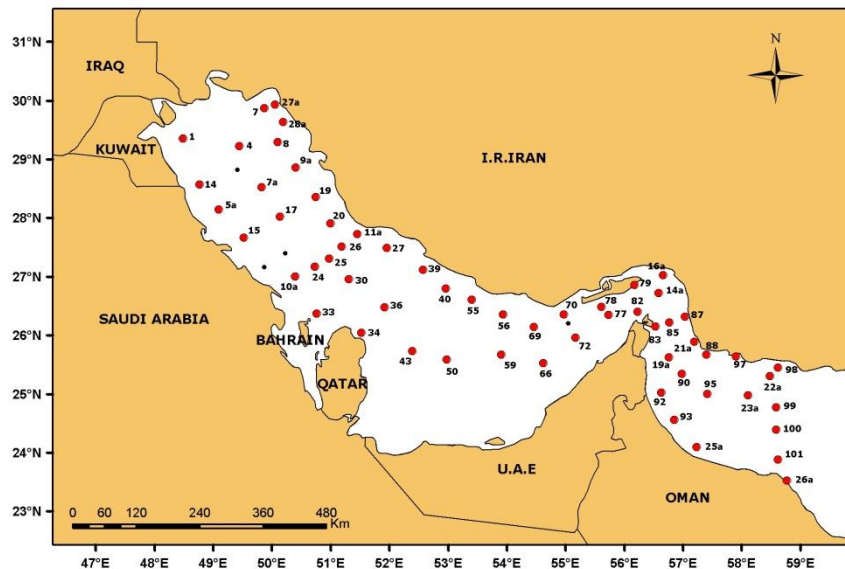 31°N
N
IRAQ
30°N
7
27a
28a
KUWAIT
1
4
8
29°N
9a
I.R.IRAN
14
7a
19
5a
17
20
28°N
15
11a
26
27
25
24
39
16a
27°N
10a
30
40
79
14a
55
70
78
82
87
SAUDI ARABIA
33
36
56
77
85
BAHRAIN
34
69
83
88
26°N
72
21a
43
59
19a
97
98
50
66
90
22a
QATAR
95
25°N
92
23a
99
93
100
24°N
25a
101
U.A.E
26a
OMAN
23°N
0 60 120 240 360 480
Km
47°E 48°E 49°E 50°E 51°E 52°E 53°E 54°E 55°E 56°E 57°E 58°E 59°E